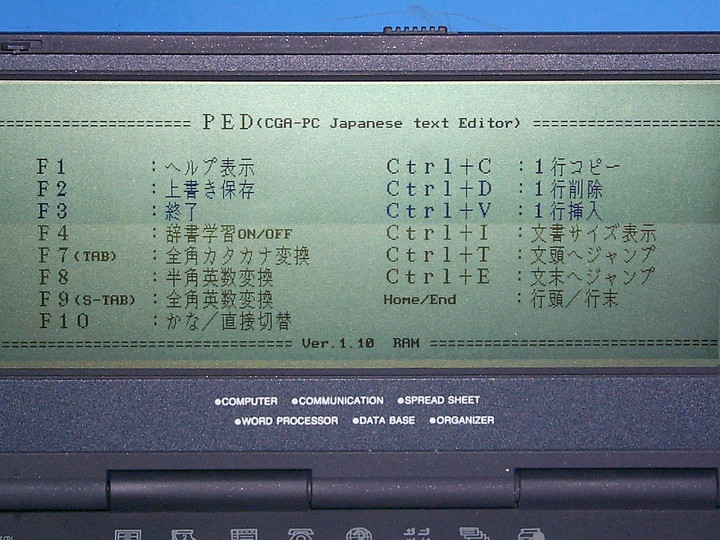 PED(CGA-PC Japanese text Editor)
F1 :ヘルプ表示 Ctrl+C :1行コピー
F2 :上書き保存 Ctrl+D :1行削除
F3 :終了 Ctrl+V :1行挿入
F4 :辞書学習ON/OFF Ctrl+I :文書サイズ表示
F7(TAB) :全角カタカナ変換 Ctrl+T :文頭へジャンプ
F8 :半角英数変換 Ctrl+E :文末へジャンプ
F9(S-TAB) :全角英数変換 Home/End :行頭/行末
F10 :かな/直接切替
Ver.1.10 RAM
●COMPUTER ●COMMUNICATION ●SPREAD SHEET
●WORD PROCESSOR ●DATA BASE ●ORGANIZER